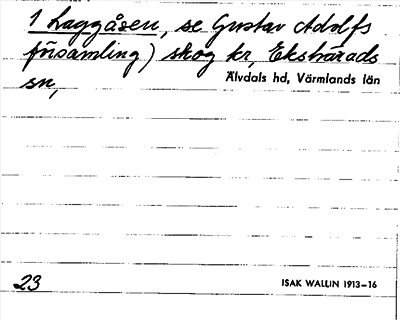 1 Laggåsen, se Gustav Adolfs
församling) skog kr, Ekshärads
sn, Älvdals hd, Värmlands län
23 ISAK WALLIN 1913–16